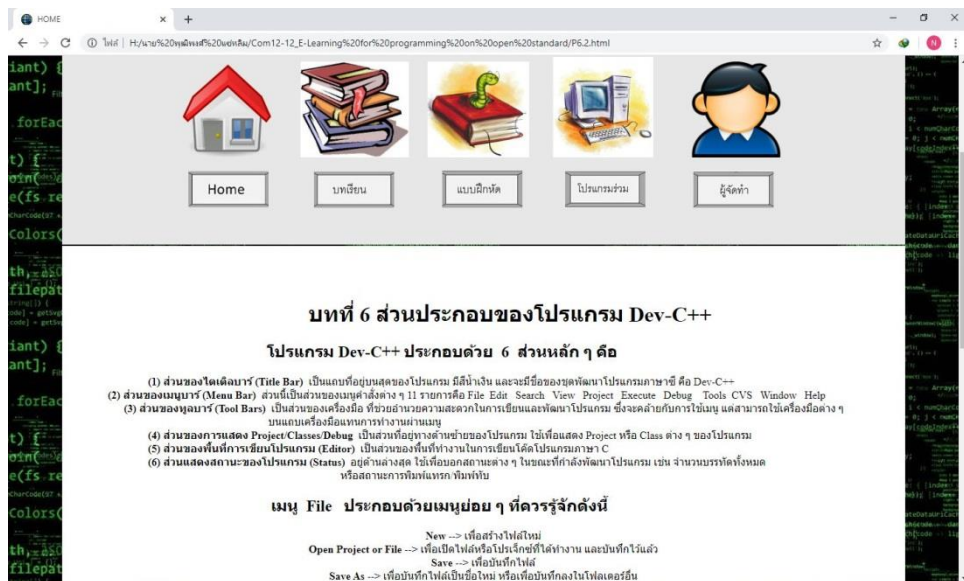 HOME
ไฟล์ | H:/นาย%20พุฒิพงศ์%20แซ่หลิม/Com12-12_E-Learning%20for%20programming%20on%20open%20standard/P6.2.html
N
Home
บทเรียน
แบบฝึกหัด
โปรแกรมร่วม
ผู้จัดทำ
บทที่ 6 ส่วนประกอบของโปรแกรม Dev-C++
โปรแกรม Dev-C++ ประกอบด้วย 6 ส่วนหลัก ๆ คือ
(1) ส่วนของไตเติลบาร์ (Title Bar) เป็นแถบที่อยู่บนสุดของโปรแกรม มีสีน้ำเงิน และจะมีชื่อของชุดพัฒนาโปรแกรมภาษาซี คือ Dev-C++
(2) ส่วนของเมนูบาร์ (Menu Bar) ส่วนนี้เป็นส่วนของเมนูคำสั่งต่าง ๆ 11 รายการคือ File Edit Search View Project Execute Debug Tools CVS Window Help
(3) ส่วนของทูลบาร์ (Tool Bars) เป็นส่วนของเครื่องมือ ที่ช่วยอำนวยความสะดวกในการเขียนและพัฒนาโปรแกรม ซึ่งจะคล้ายกับการใช้เมนู แต่สามารถใช้เครื่องมือต่าง ๆ
บนแถบเครื่องมือแทนการทำงานผ่านเมนู
(4) ส่วนของการแสดง Project/Classes/Debug เป็นส่วนที่อยู่ทางด้านซ้ายของโปรแกรม ใช้เพื่อแสดง Project หรือ Class ต่าง ๆ ของโปรแกรม
(5) ส่วนของพื้นที่การเขียนโปรแกรม (Editor) เป็นส่วนของพื้นที่ทำงานในการเขียนโค๊ดโปรแกรมภาษา C
(6) ส่วนแสดงสถานะของโปรแกรม (Status) อยู่ด้านล่างสุด ใช้เพื่อบอกสถานะต่าง ๆ ในขณะที่กำลังพัฒนาโปรแกรม เช่น จำนวนบรรทัดทั้งหมด
หรือสถานะการพิมพ์แทรก/พิมพ์ทับ
เมนู File ประกอบด้วยเมนูย่อย ๆ ที่ควรรู้จักดังนี้
New --> เพื่อสร้างไฟล์ใหม่
Open Project or File --> เพื่อเปิดไฟล์หรือโปรเจ็กซ์ที่ได้ทำงาน และบันทึกไว้แล้ว
Save --> เพื่อบันทึกไฟล์
Save As --> เพื่อบันทึกไฟล์เป็นชื่อใหม่ หรือเพื่อบันทึกลงในโฟลเดอร์อื่น